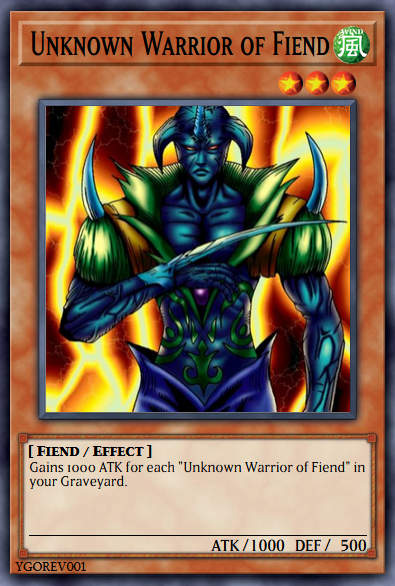 Unknown Warrior of Fiend
WIND
風
[ Fiend / Effect ]
Gains 1000 ATK for each "Unknown Warrior of Fiend" in
your Graveyard.
ATK / 1000 DEF / 500
YGOREV001